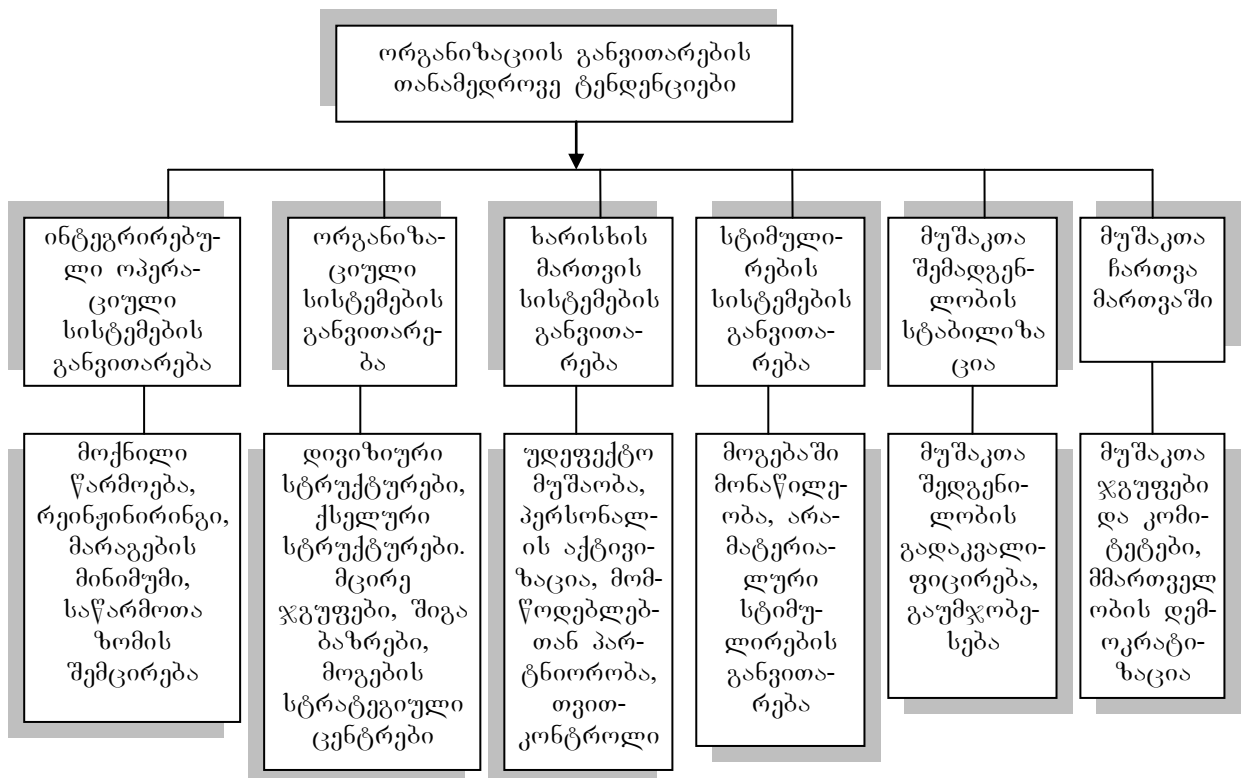 ორგანიზაციის განვითარების
თანამედროვე ტენდენციები
ინტეგრირებუ-
ლი ოპერა-
ციული
სისტემების
განვითარება
ორგანიზა-
ციული
სისტემების
განვითარე-
ბა
ხარისხის
მართვის
სისტემების
განვითა-
რება
სტიმული-
რების
სისტემების
განვითა-
რება
მუშაკთა
შემადგენ-
ლობის
სტაბილიზა
ცია
მუშაკთა
ჩართვა
მართვაში
მოქნილი
წარმოება,
რეინჟინირინგი,
მარაგების
მინიმუმი,
საწარმოთა
ზომის
შემცირება
დივიზიური
სტრუქტურები,
ქსელური
სტრუქტურები.
მცირე
ჯგუფები, შიგა
ბაზრები,
მოგების
სტრატეგიული
ცენტრები
უდეფექტო
მუშაობა,
პერსონალ-
ის აქტივი-
ზაცია, მომ-
წოდებლებ-
თან პარ-
ტნიორობა,
თვით-
კონტროლი
მოგებაში
მონაწილე-
ობა, არა-
მატერია-
ლური
სტიმუ-
ლირების
განვითა-
რება
მუშაკთა
შედგენი-
ლობის
გადაკვალი-
ფიცირება,
გაუმჯობე-
სება
მუშაკთა
ჯგუფები
და კომი-
ტეტები,
მმართველ
ობის დემ-
ოკრატი-
ზაცია